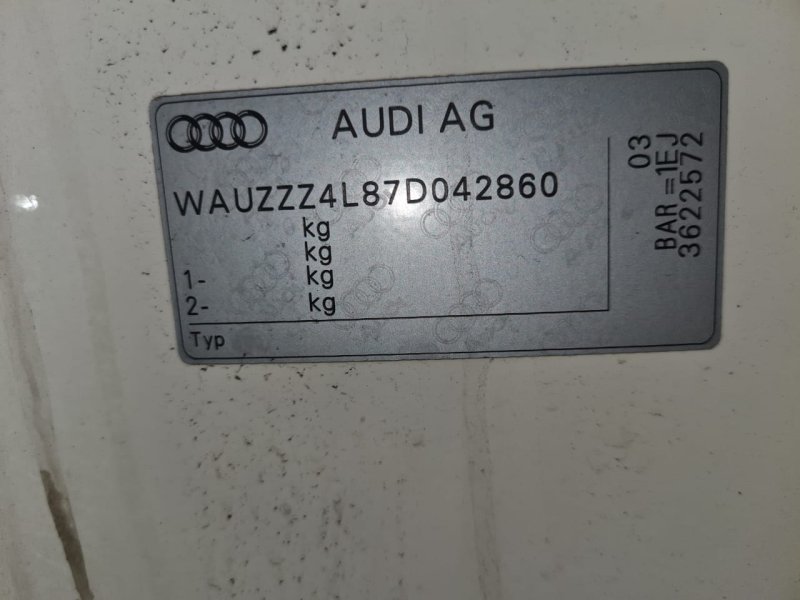 AUDI AG
WAUZZZ4L87D042860
kg
kg
1- kg
2- kg
Typ
03
BAR =1EJ
3622572